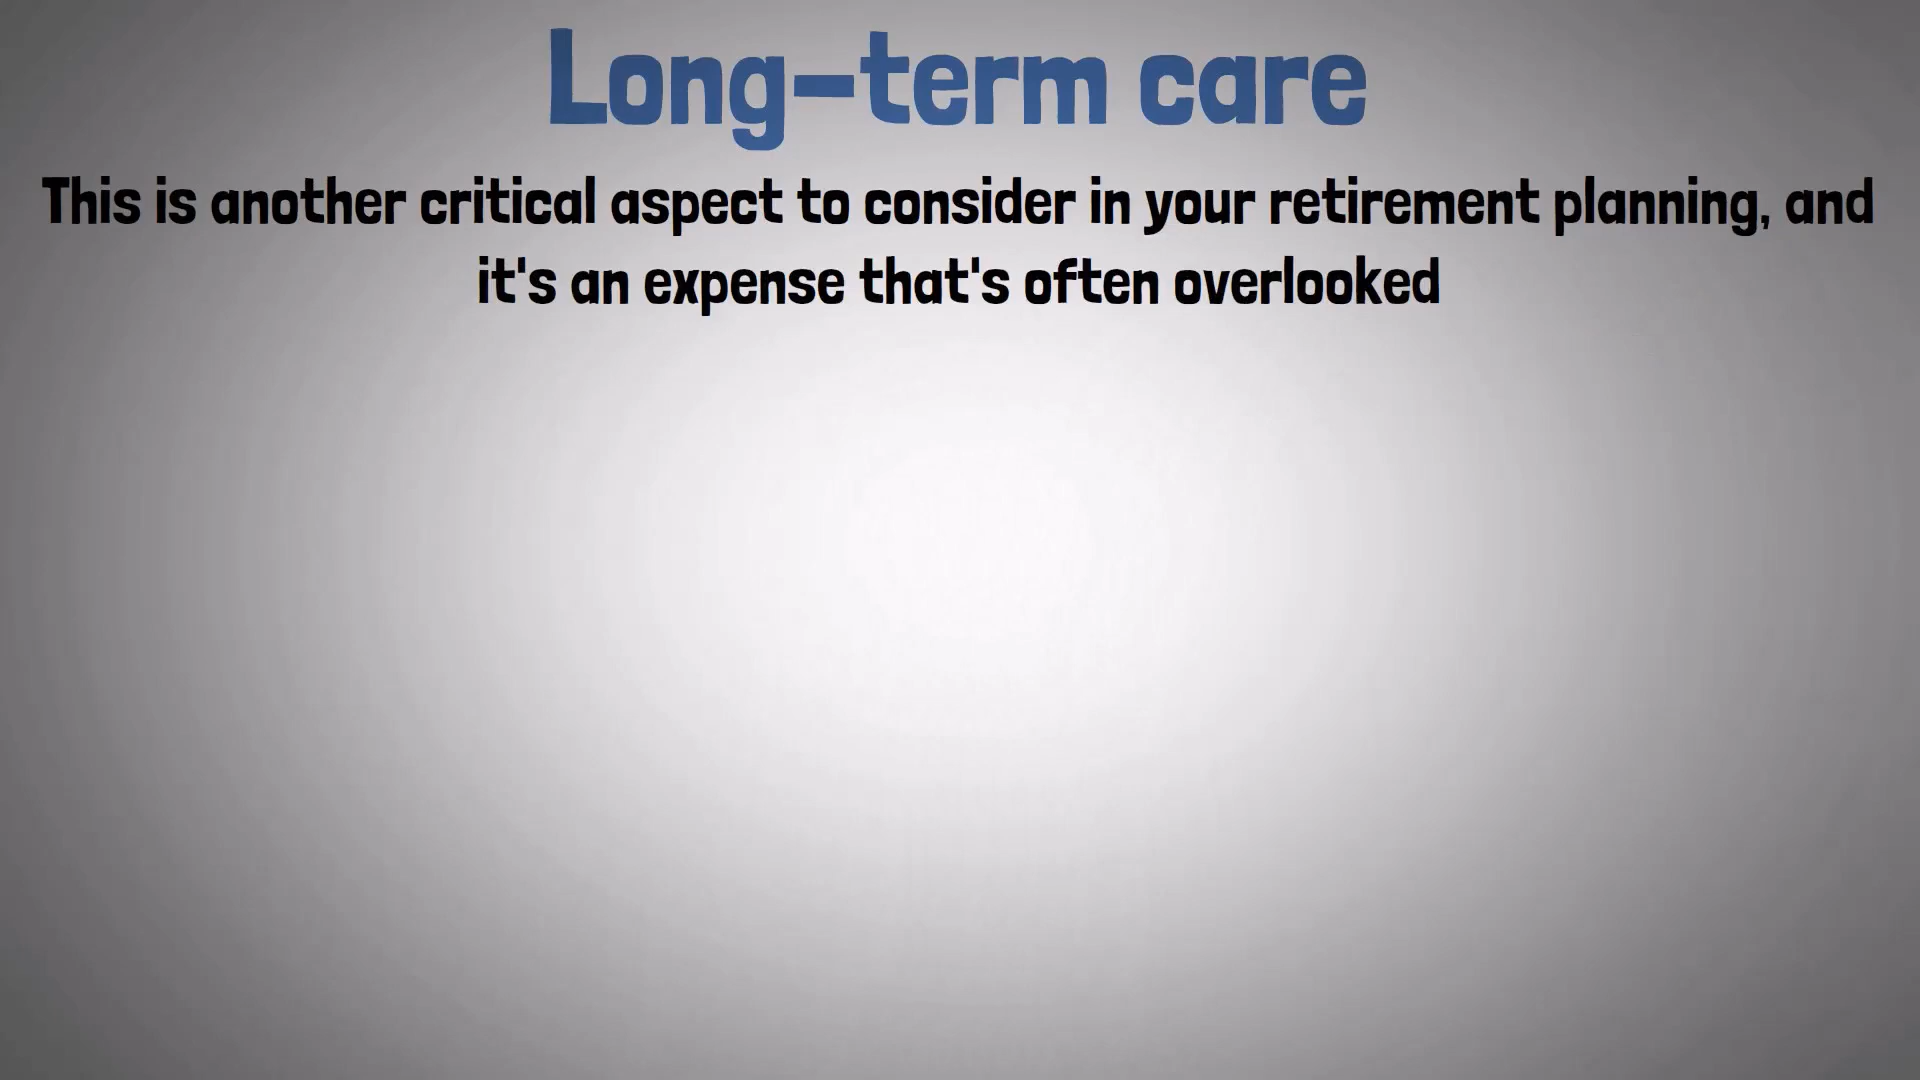 Long-term care
This is another critical aspect to consider in your retirement planning, and
it's an expense that's often overlooked